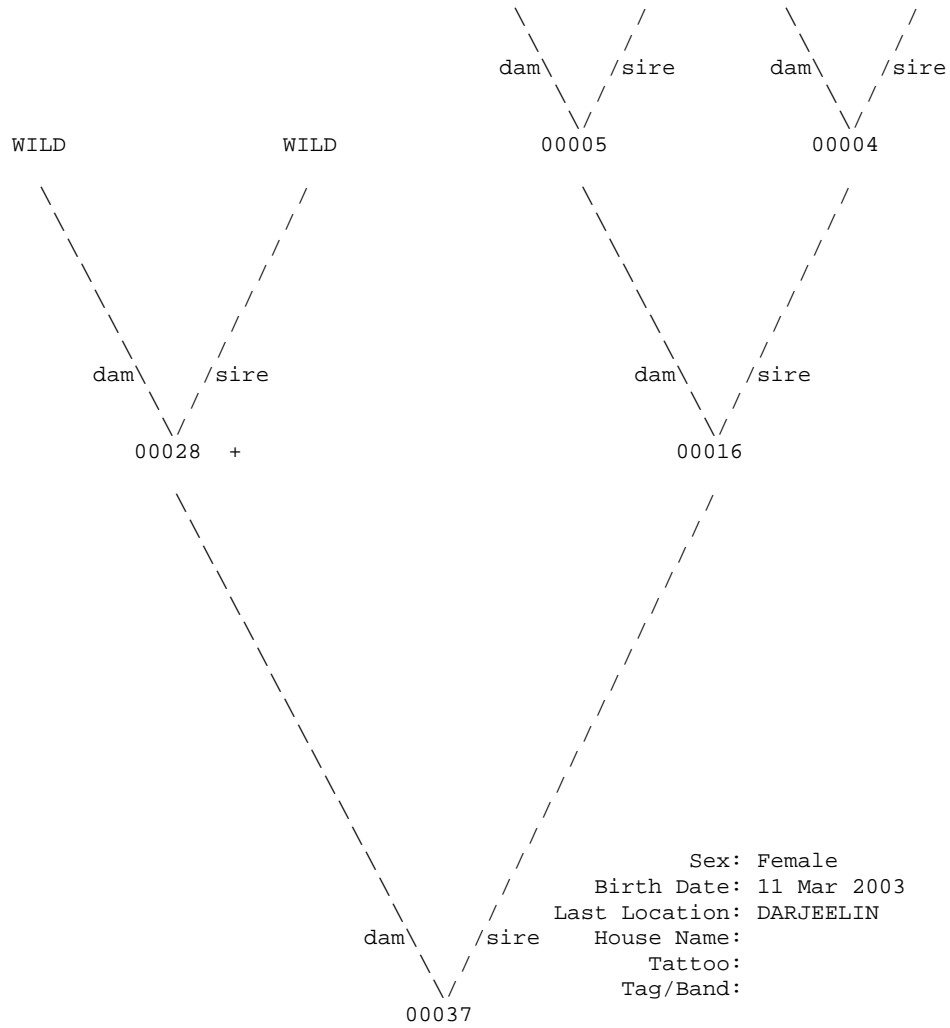 dam sire dam sire
WILD WILD 00005 00004
dam sire dam sire
00028 + 00016
Sex: Female
Birth Date: 11 Mar 2003
Last Location: DARJEELIN
dam sire House Name:
Tattoo:
Tag/Band:
00037